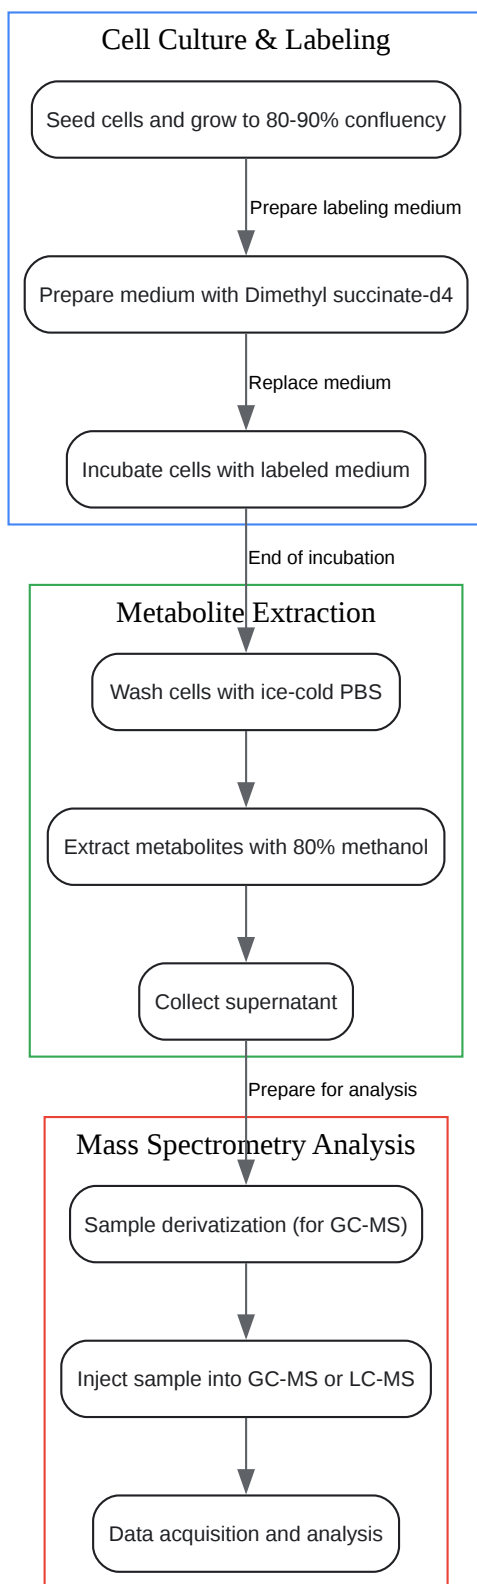 Cell Culture & Labeling
Seed cells and grow to 80-90% confluency
Prepare labeling medium
Prepare medium with Dimethyl succinate-d4
Replace medium
Incubate cells with labeled medium
End of incubation
Metabolite Extraction
Wash cells with ice-cold PBS
Extract metabolites with 80% methanol
Collect supernatant
Prepare for analysis
Mass Spectrometry Analysis
Sample derivatization (for GC-MS)
Inject sample into GC-MS or LC-MS
Data acquisition and analysis